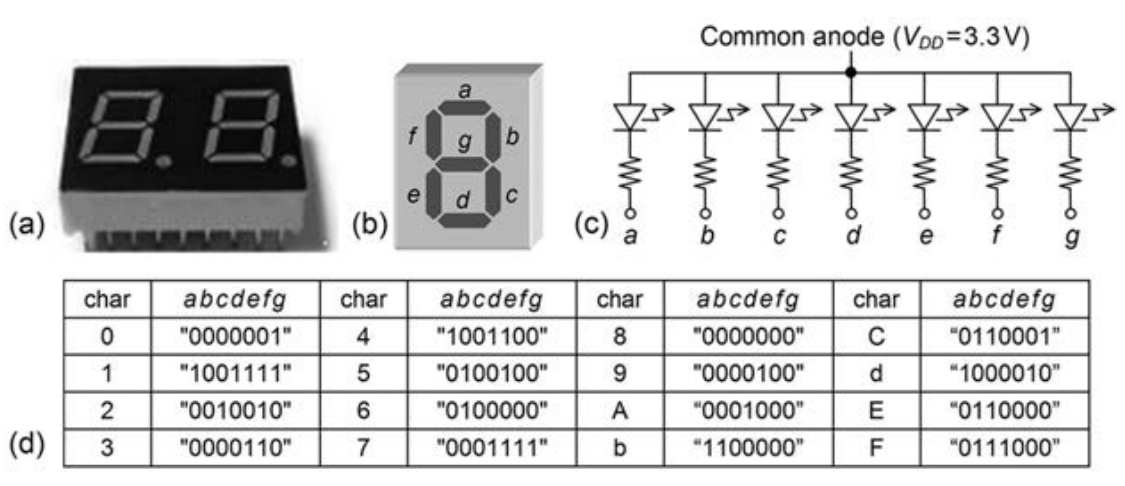 Common anode (VDD=3.3V)
a
f
g
b
e
d
c
(a)
(b)
(c)
a b c d e f g
char abcdefg char abcdefg char abcdefg char abcdefg
0 "0000001" 4 "1001100" 8 "0000000" C “0110001”
1 "1001111" 5 "0100100" 9 "0000100" d “1000010”
2 "0010010" 6 "0100000" A “0001000” E “0110000”
(d) 3 "0000110" 7 "0001111" b “1100000” F “0111000”